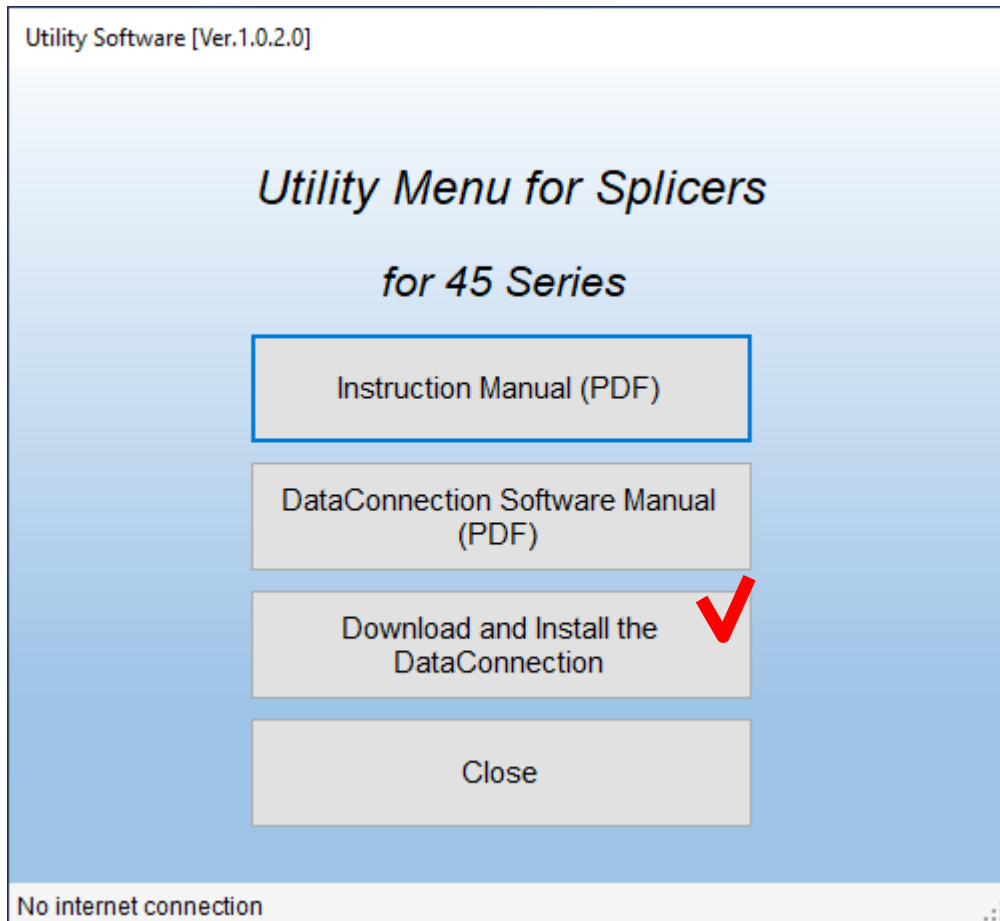 Utility Software [Ver.1.0.2.0]
Utility Menu for Splicers
for 45 Series
Instruction Manual (PDF)
DataConnection Software Manual
(PDF)
Download and Install the
DataConnection
Close
No internet connection